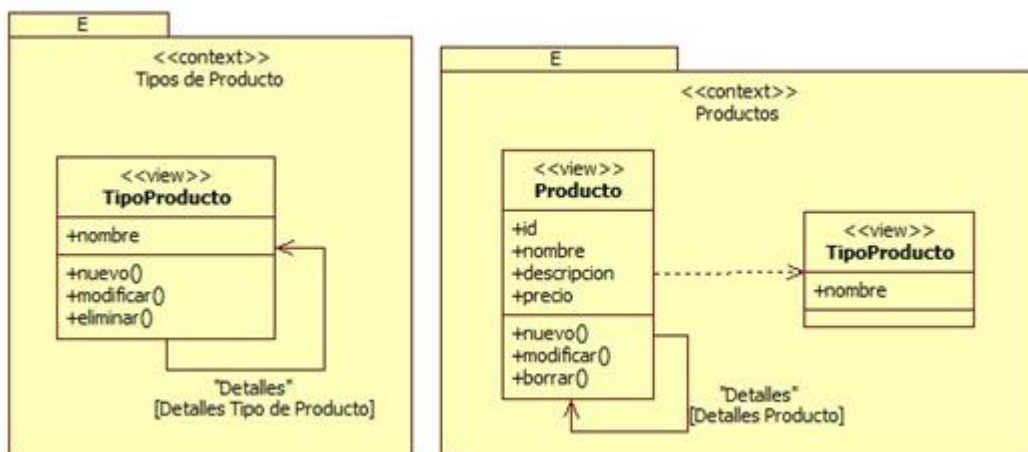 E
<<context>>
Tipos de Producto
<<view>>
TipoProducto
+nombre
+nuevo()
+modificar()
+eliminar()
"Detalles"
[Detalles Tipo de Producto]
E
<<context>>
Productos
<<view>>
Producto
+id
+nombre
+descripcion
+precio
+nuevo()
+modificar()
+borrar()
"Detalles"
[Detalles Producto]
<<view>>
TipoProducto
+nombre